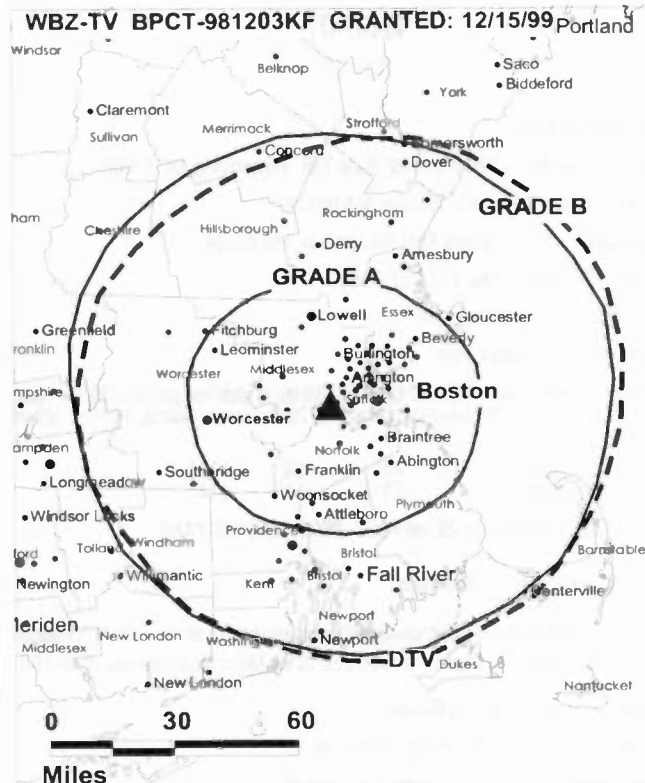 WBZ-TV BPCT-981203KF GRANTED: 12/15/99
Portland
Windsor
Belknop
Saco
Biddeford
York
Claremont
Sullivan
Merrimack
Strofford
Concord
Somersworth
Dover
GRADE B
Rockingham
Hillsborough
Cheshire
Derry
Amesbury
GRADE A
Lowell
Essex
Gloucester
Greenfield
Fitchburg
Beverly
Leominster
Burlington
Worcester
Middlesex
Arlington
Boston
Suffolk
Worcester
Braintree
Norfolk
Abington
Southbridge
Franklin
Longmeadow
Woonsocket
Plymouth
Attleboro
Windsor Locks
Providence
Windham
Tolland
Bristol
Barnstable
Newington
Willimantic
Kent
Bristol
Fall River
Centerville
Newport
Meriden
New London
Washington
Newport
Middlesex
DTV
Dukes
New London
Nantucket
0 30 60
Miles